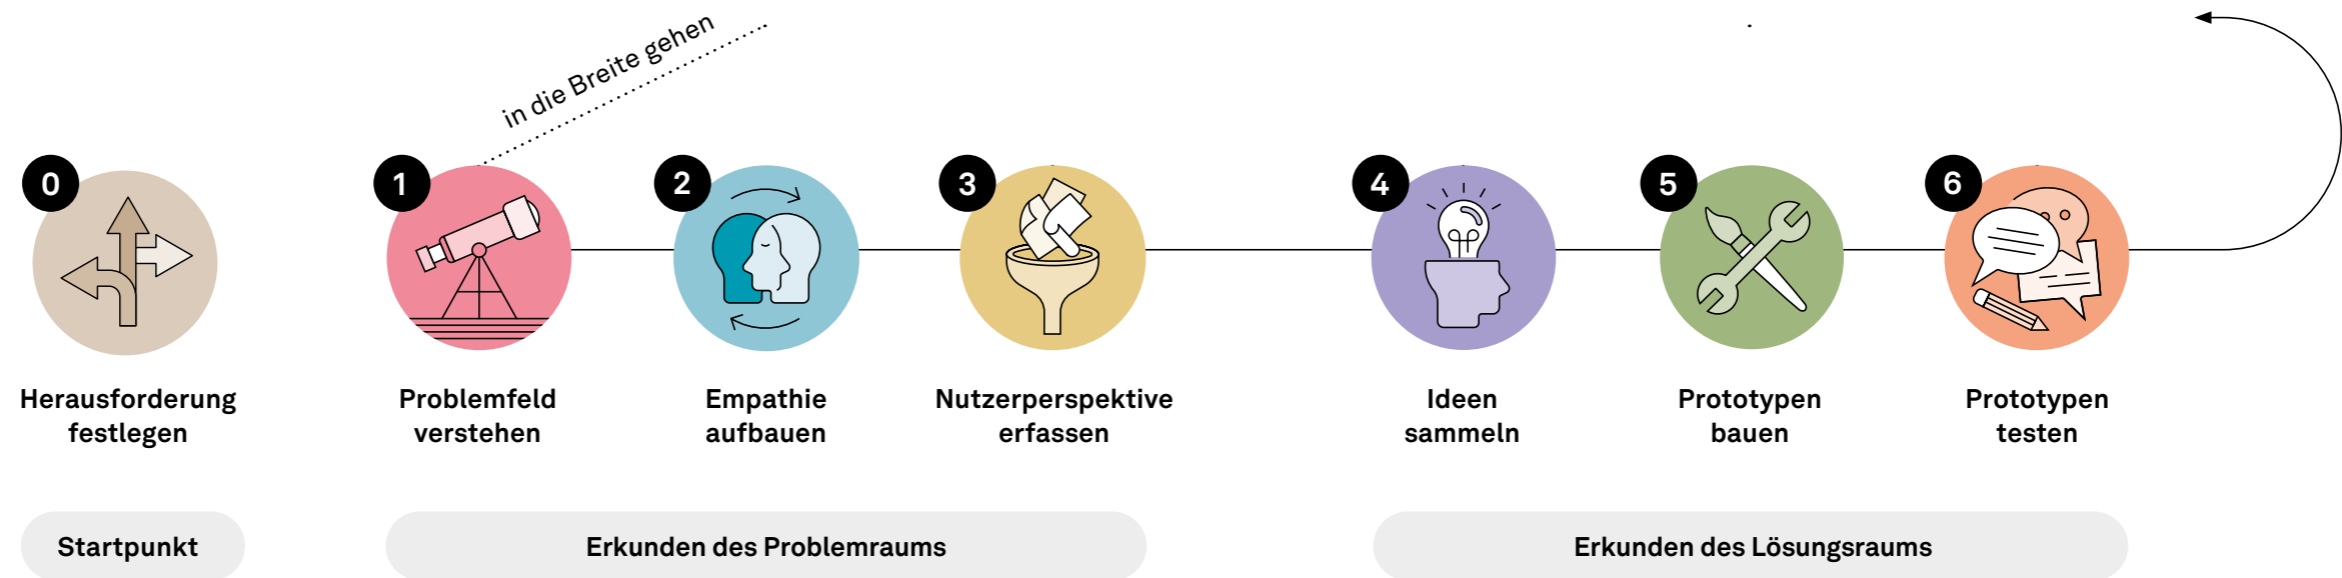 in die Breite gehen
0
1
2
3
4
5
6
Herausforderung
festlegen
Problemfeld
verstehen
Empathie
aufbauen
Nutzerperspektive
erfassen
Ideen
sammeln
Prototypen
bauen
Prototypen
testen
Startpunkt
Erkunden des Problemraums
Erkunden des Lösungsraums